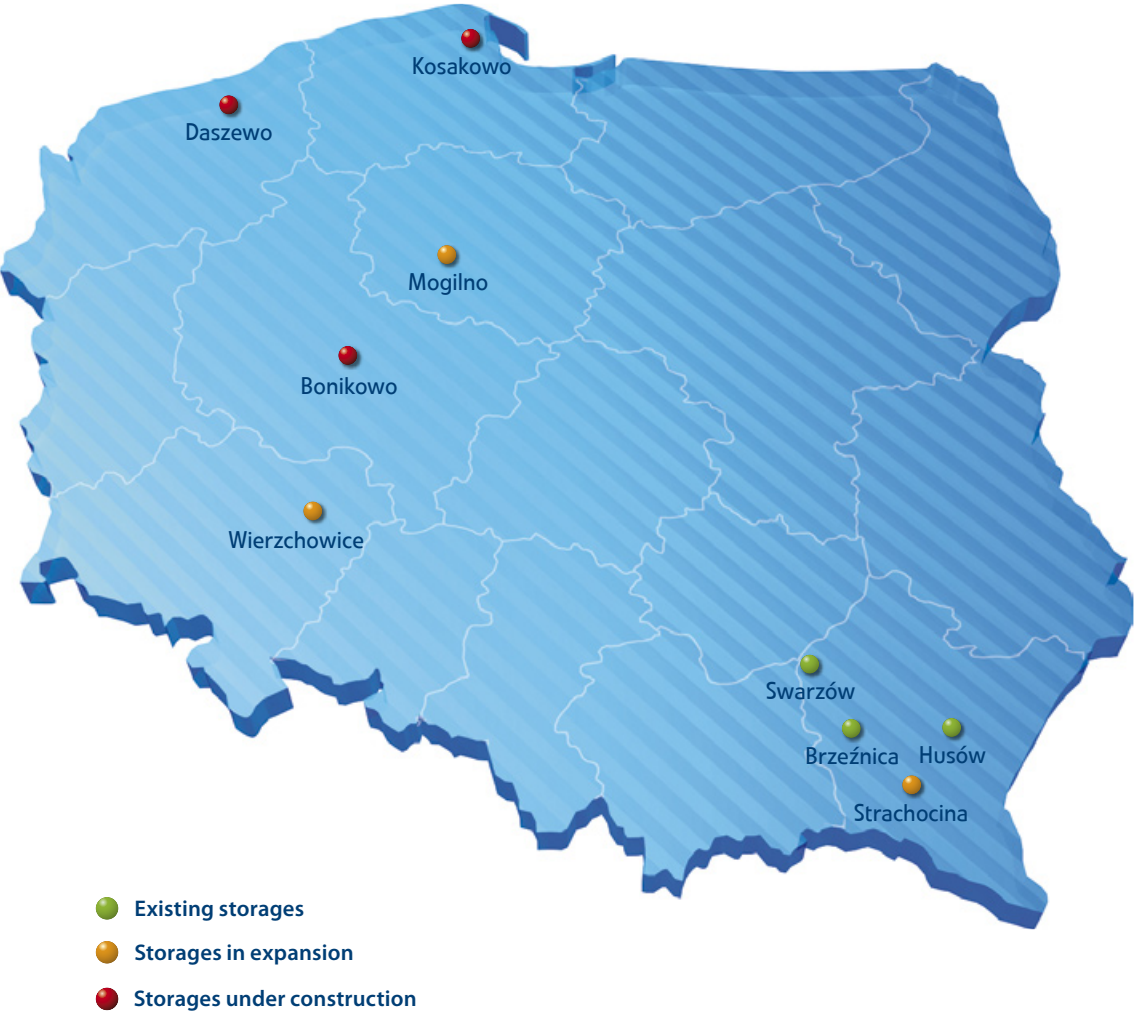 Kosakowo
Daszewo
Mogilno
Bonikowo
Wierzchowice
Swarzów
Brzeźnica
Husów
Strachocina
Existing storages
Storages in expansion
Storages under construction